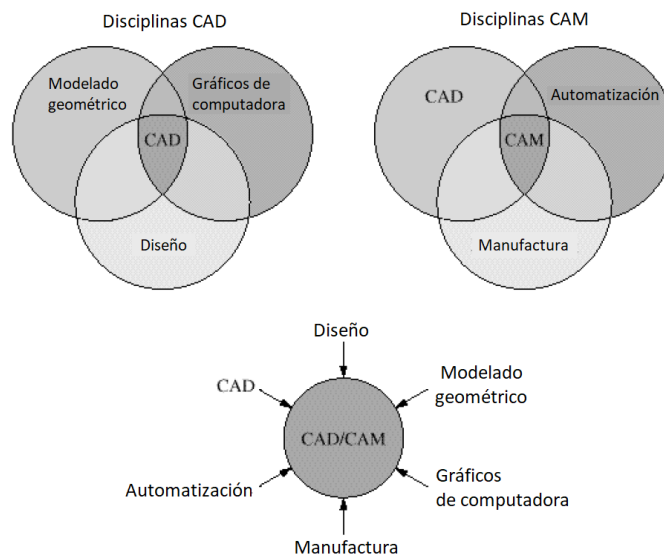 Disciplinas CAD
Modelado
geométrico
Gráficos de
computadora
CAD
Diseño
Disciplinas CAM
CAD
Automatización
CAM
Manufactura
Diseño
CAD
Modelado
geométrico
CAD/CAM
Automatización
Gráficos
de computadora
Manufactura